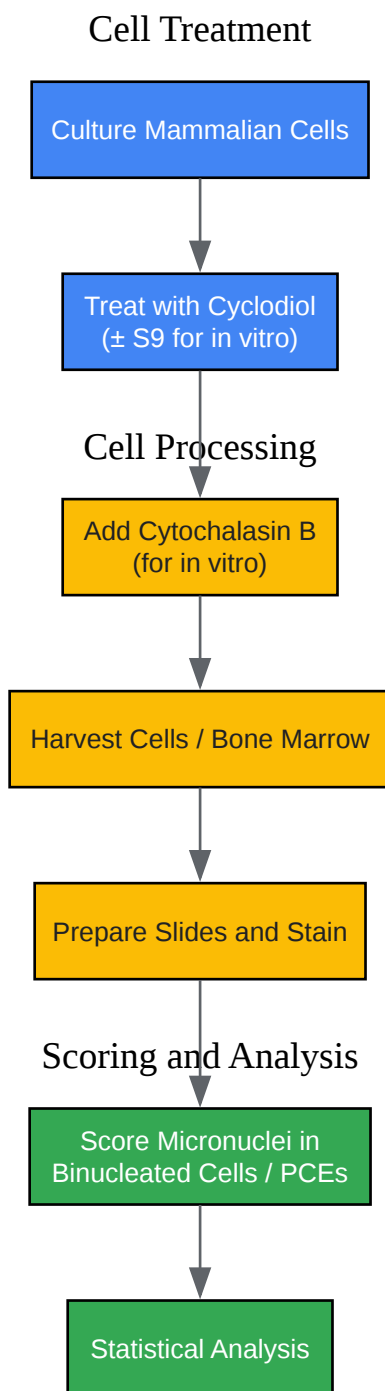 Cell Treatment
Culture Mammalian Cells
Treat with Cyclodiol
(± S9 for in vitro)
Cell Processing
Add Cytochalasin B
(for in vitro)
Harvest Cells / Bone Marrow
Prepare Slides and Stain
Scoring and Analysis
Score Micronuclei in
Binucleated Cells / PCEs
Statistical Analysis